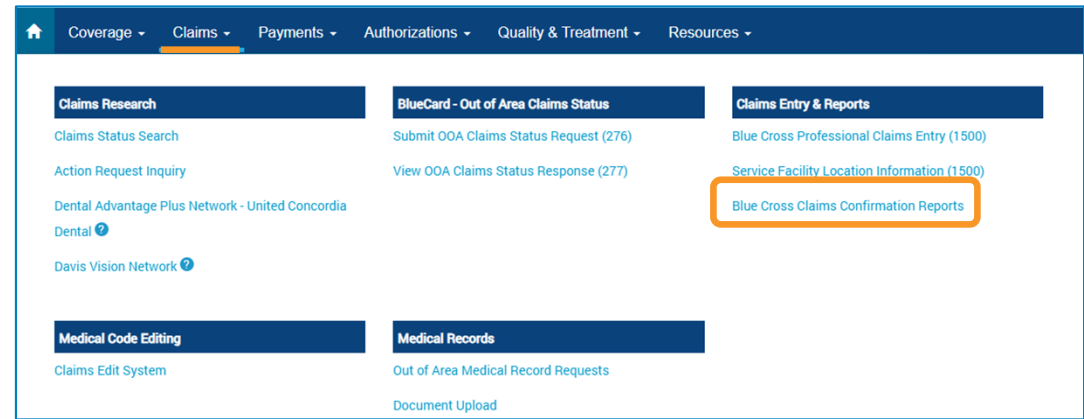 Coverage Claims Payments Authorizations Quality & Treatment Resources
Claims Research
Claims Status Search
Action Request Inquiry
Dental Advantage Plus Network - United Concordia
Dental ?
Davis Vision Network ?
BlueCard - Out of Area Claims Status
Submit OOA Claims Status Request (276)
View OOA Claims Status Response (277)
Claims Entry & Reports
Blue Cross Professional Claims Entry (1500)
Service Facility Location Information (1500)
Blue Cross Claims Confirmation Reports
Medical Code Editing
Claims Edit System
Medical Records
Out of Area Medical Record Requests
Document Upload